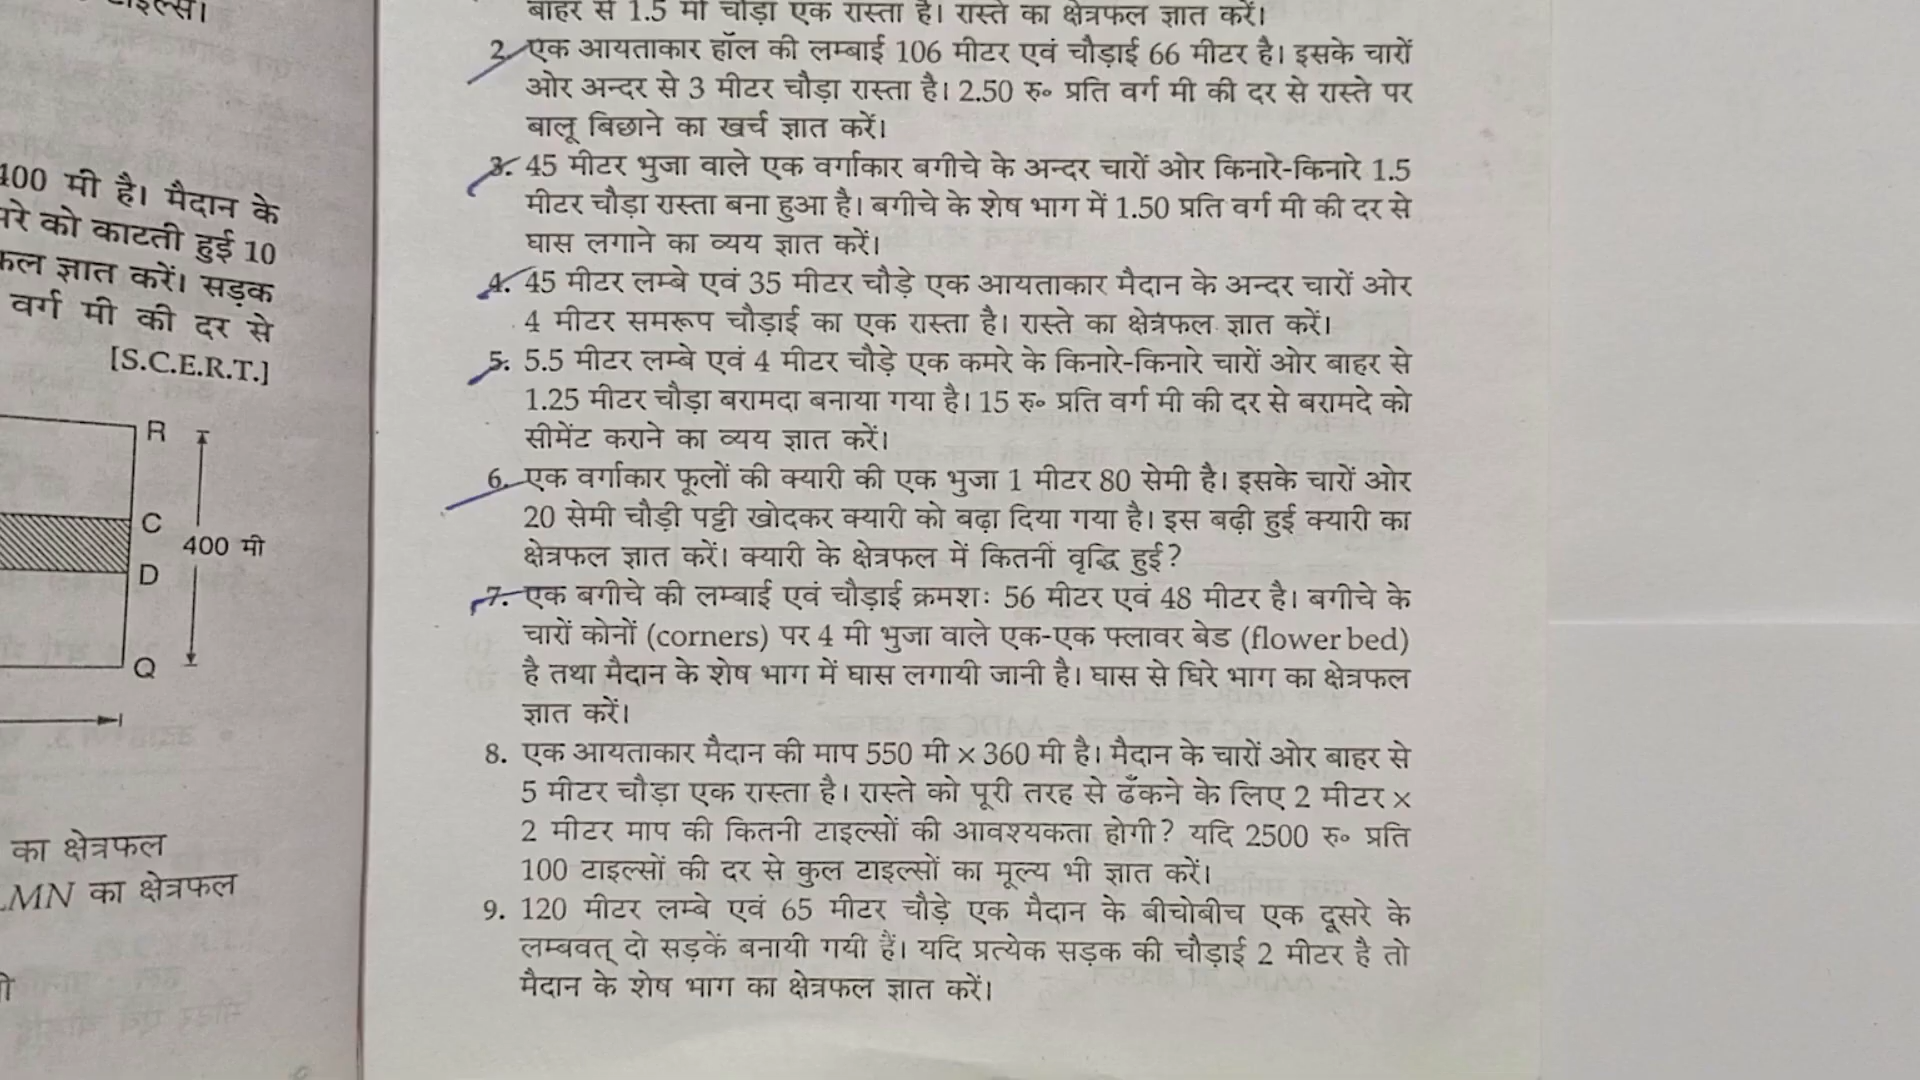 टाइल्स।
100 मी है। मैदान के
को काटती हुई 10
ज्ञात करें। सड़क
वर्ग मी की दर से
[S.C.E.R.T.]
R
C
400 मी
D
Q
का क्षेत्रफल
MN का क्षेत्रफल
बाहर से 1.5 मी चौड़ा एक रास्ता है। रास्ते का क्षेत्रफल ज्ञात करें।
2. एक आयताकार हॉल की लम्बाई 106 मीटर एवं चौड़ाई 66 मीटर है। इसके चारों
ओर अन्दर से 3 मीटर चौड़ा रास्ता है। 2.50 रु० प्रति वर्ग मी की दर से रास्ते पर
बालू बिछाने का खर्च ज्ञात करें।
3. 45 मीटर भुजा वाले एक वर्गाकार बगीचे के अन्दर चारों ओर किनारे-किनारे 1.5
मीटर चौड़ा रास्ता बना हुआ है। बगीचे के शेष भाग में 1.50 प्रति वर्ग मी की दर से
घास लगाने का व्यय ज्ञात करें।
4. 45 मीटर लम्बे एवं 35 मीटर चौड़े एक आयताकार मैदान के अन्दर चारों ओर
4 मीटर समरूप चौड़ाई का एक रास्ता है। रास्ते का क्षेत्रफल ज्ञात करें।
5. 5.5 मीटर लम्बे एवं 4 मीटर चौड़े एक कमरे के किनारे-किनारे चारों ओर बाहर से
1.25 मीटर चौड़ा बरामदा बनाया गया है। 15 रु० प्रति वर्ग मी की दर से बरामदे को
सीमेंट कराने का व्यय ज्ञात करें।
6. एक वर्गाकार फूलों की क्यारी की एक भुजा 1 मीटर 80 सेमी है। इसके चारों ओर
20 सेमी चौड़ी पट्टी खोदकर क्यारी को बढ़ा दिया गया है। इस बढ़ी हुई क्यारी का
क्षेत्रफल ज्ञात करें। क्यारी के क्षेत्रफल में कितनी वृद्धि हुई?
7. एक बगीचे की लम्बाई एवं चौड़ाई क्रमशः 56 मीटर एवं 48 मीटर है। बगीचे के
चारों कोनों (corners) पर 4 मी भुजा वाले एक-एक फ्लावर बेड (flower bed)
है तथा मैदान के शेष भाग में घास लगायी जानी है। घास से घिरे भाग का क्षेत्रफल
ज्ञात करें।
8. एक आयताकार मैदान की माप 550 मी × 360 मी है। मैदान के चारों ओर बाहर से
5 मीटर चौड़ा एक रास्ता है। रास्ते को पूरी तरह से ढँकने के लिए 2 मीटर ×
2 मीटर माप की कितनी टाइल्सों की आवश्यकता होगी? यदि 2500 रु० प्रति
100 टाइल्सों की दर से कुल टाइल्सों का मूल्य भी ज्ञात करें।
9. 120 मीटर लम्बे एवं 65 मीटर चौड़े एक मैदान के बीचोबीच एक दूसरे के
लम्बवत् दो सड़कें बनायी गयी हैं। यदि प्रत्येक सड़क की चौड़ाई 2 मीटर है तो
मैदान के शेष भाग का क्षेत्रफल ज्ञात करें।